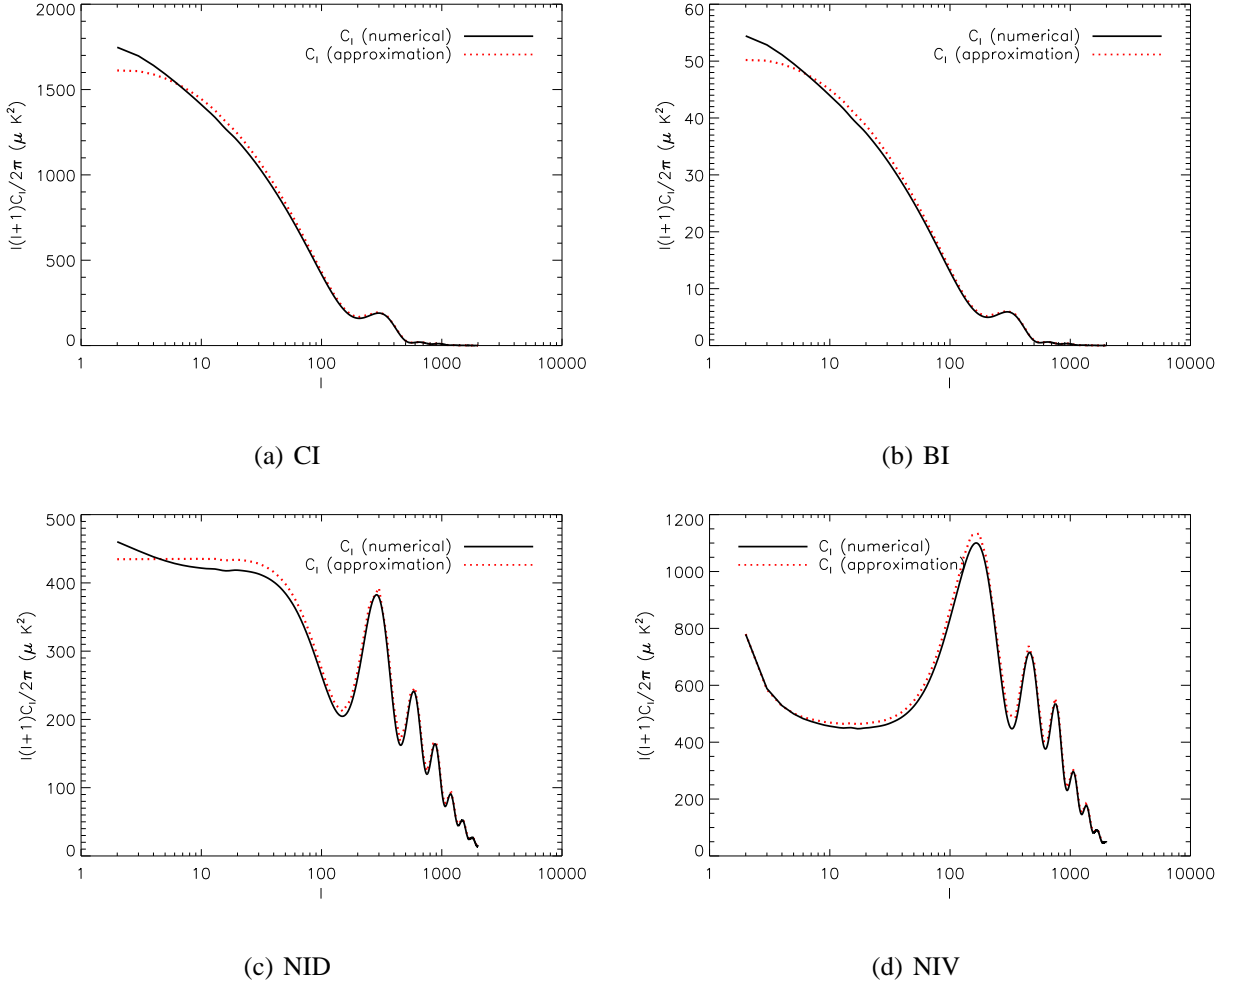 2000
1500
1000
500
0
l(l+1)C_l/2π (μ K²)
C_l (numerical)
C_l (approximation)
1 10 100 1000 10000
l
(a) CI
60
50
40
30
20
10
0
l(l+1)C_l/2π (μ K²)
C_l (numerical)
C_l (approximation)
1 10 100 1000 10000
l
(b) BI
500
400
300
200
100
0
l(l+1)C_l/2π (μ K²)
C_l (numerical)
C_l (approximation)
1 10 100 1000 10000
l
(c) NID
1200
1000
800
600
400
200
0
l(l+1)C_l/2π (μ K²)
C_l (numerical)
C_l (approximation)
1 10 100 1000 10000
l
(d) NIV